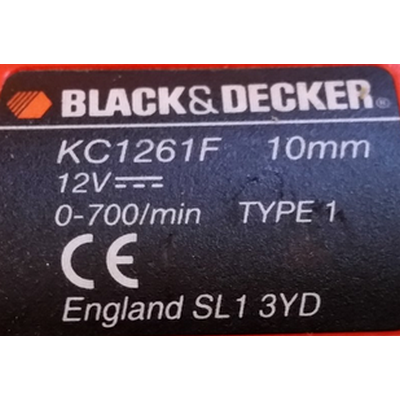 BLACK&DECKER®
KC1261F 10mm
12V⎓
0-700/min TYPE 1
CE
England SL1 3YD